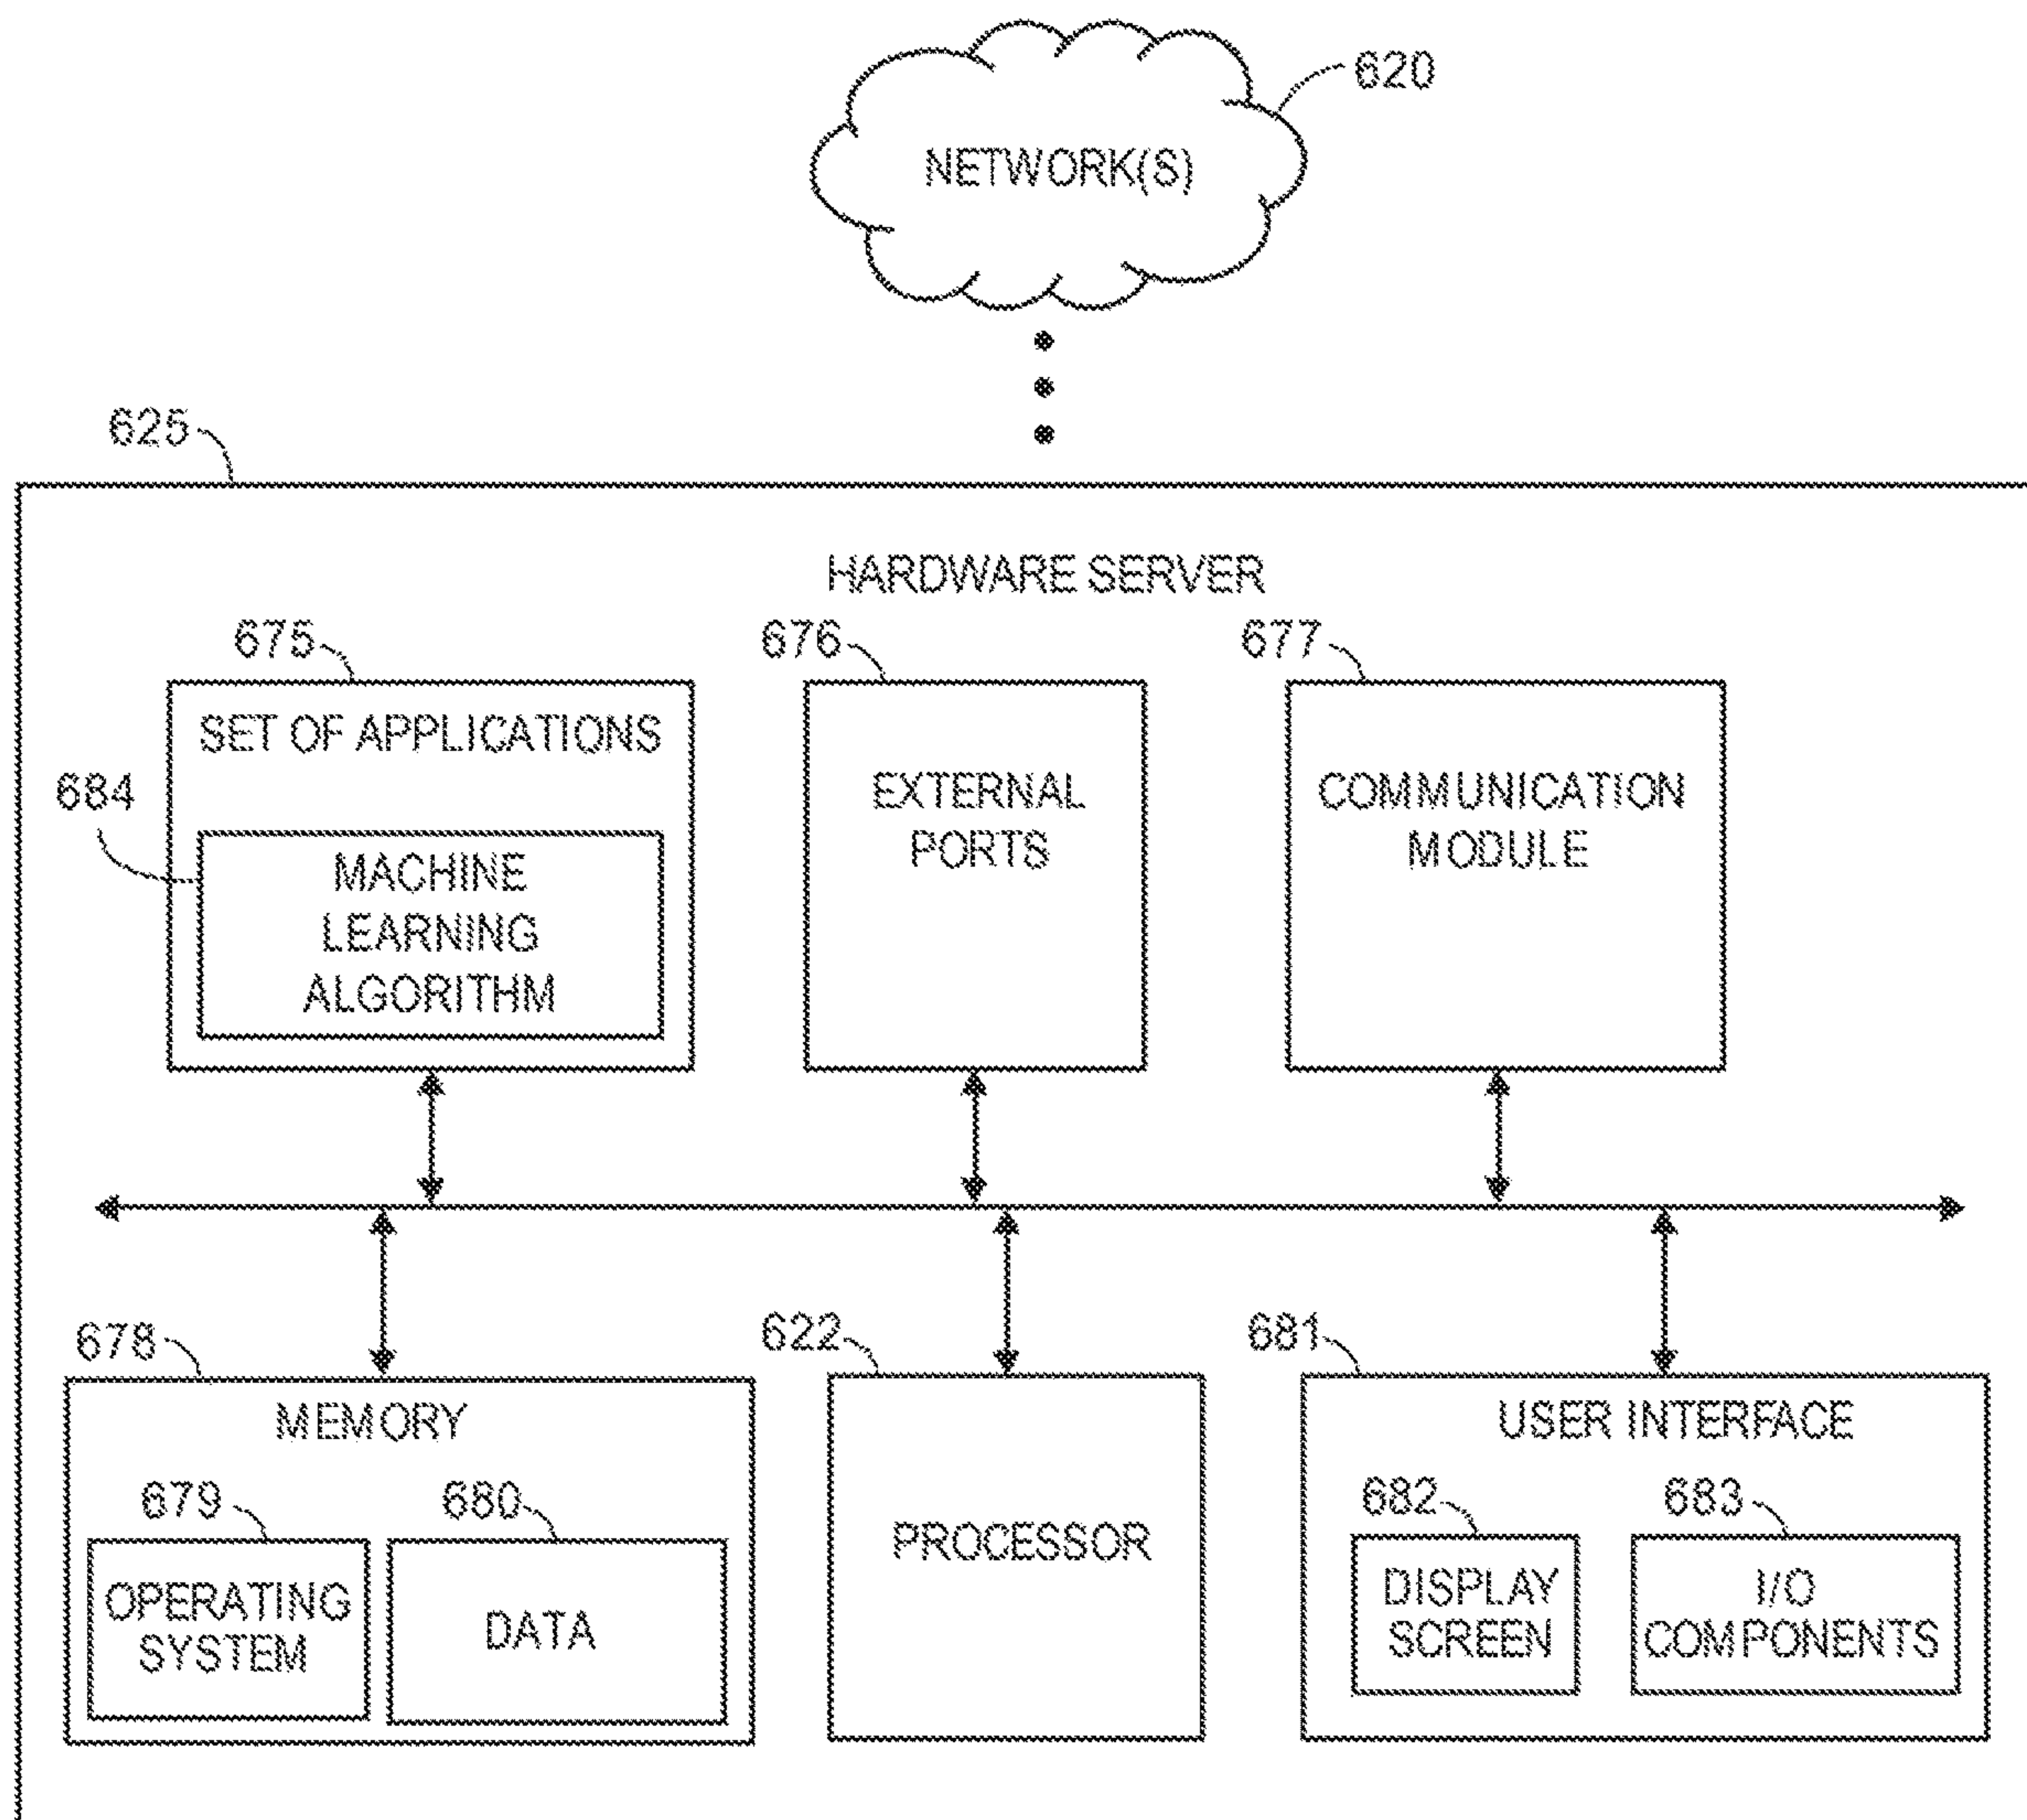 620
NETWORK(S)
625
HARDWARE SERVER
675
676
677
SET OF APPLICATIONS
684
MACHINE
LEARNING
ALGORITHM
EXTERNAL
PORTS
COMMUNICATION
MODULE
678
622
681
MEMORY
679
680
OPERATING
SYSTEM
DATA
PROCESSOR
USER INTERFACE
682
683
DISPLAY
SCREEN
I/O
COMPONENTS